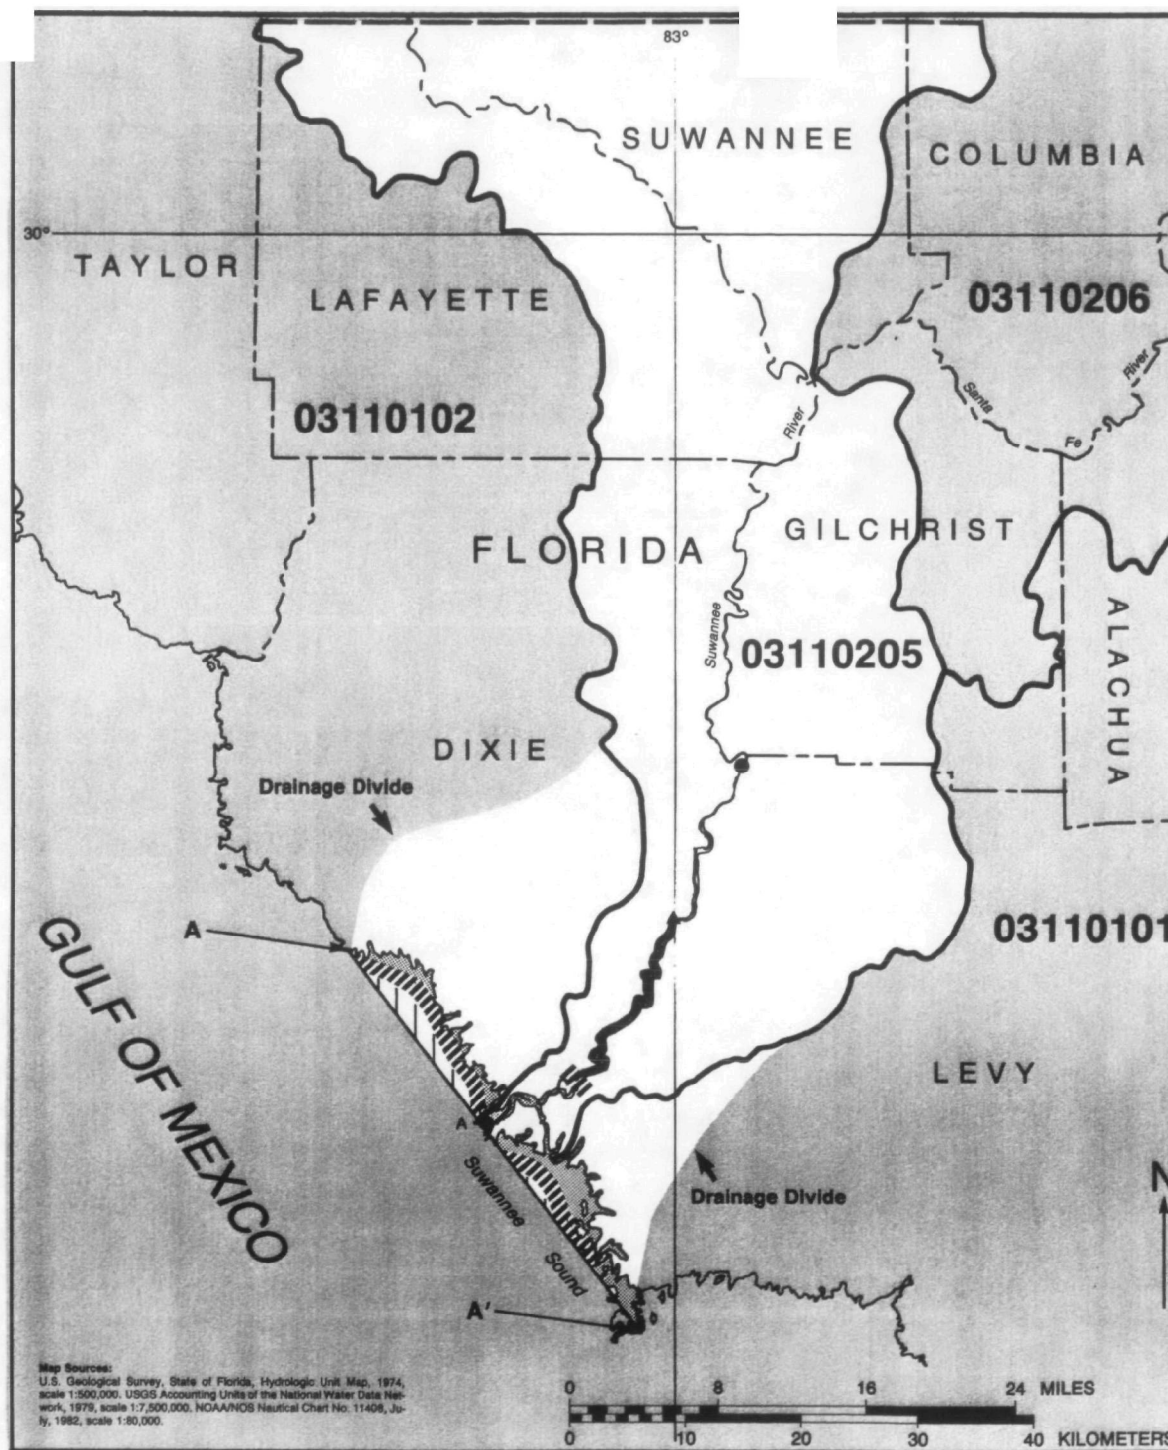 83°
SUWANNEE
COLUMBIA
30°
TAYLOR
LAFAYETTE
03110206
03110102
River
Santa
Fe
River
FLORIDA
GILCHRIST
ALACHUA
Suwannee
03110205
DIXIE
Drainage Divide
A
03110101
GULF OF MEXICO
LEVY
A
Suwannee
Sound
Drainage Divide
N
A'
Map Sources:
U.S. Geological Survey, State of Florida, Hydrologic Unit Map, 1974,
scale 1:500,000. USGS Accounting Units of the National Water Data Net-
work, 1979, scale 1:7,500,000. NOAA/NOS Nautical Chart No. 11408, Ju-
ly, 1982, scale 1:80,000.
0 8 16 24 MILES
0 10 20 30 40 KILOMETERS